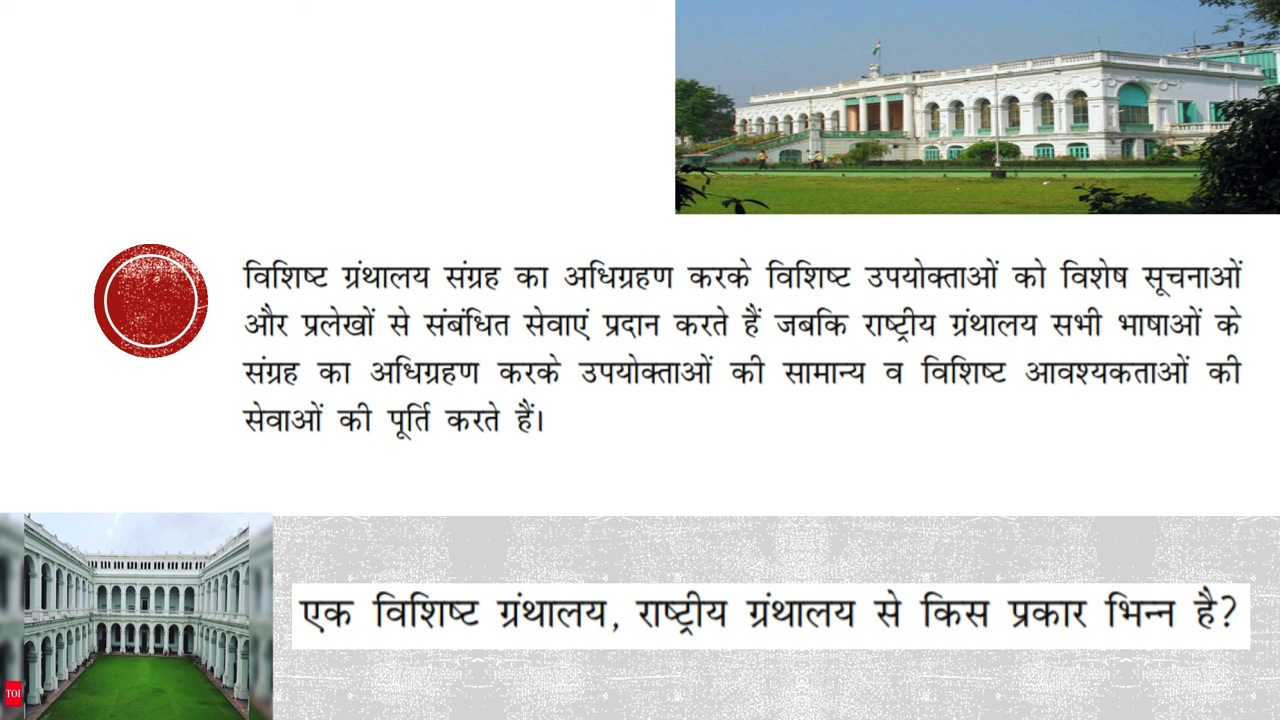 विशिष्ट ग्रंथालय संग्रह का अधिग्रहण करके विशिष्ट उपयोक्ताओं को विशेष सूचनाओं
और प्रलेखों से संबंधित सेवाएं प्रदान करते हैं जबकि राष्ट्रीय ग्रंथालय सभी भाषाओं के
संग्रह का अधिग्रहण करके उपयोक्ताओं की सामान्य व विशिष्ट आवश्यकताओं की
सेवाओं की पूर्ति करते हैं।
एक विशिष्ट ग्रंथालय, राष्ट्रीय ग्रंथालय से किस प्रकार भिन्न है?
TOI